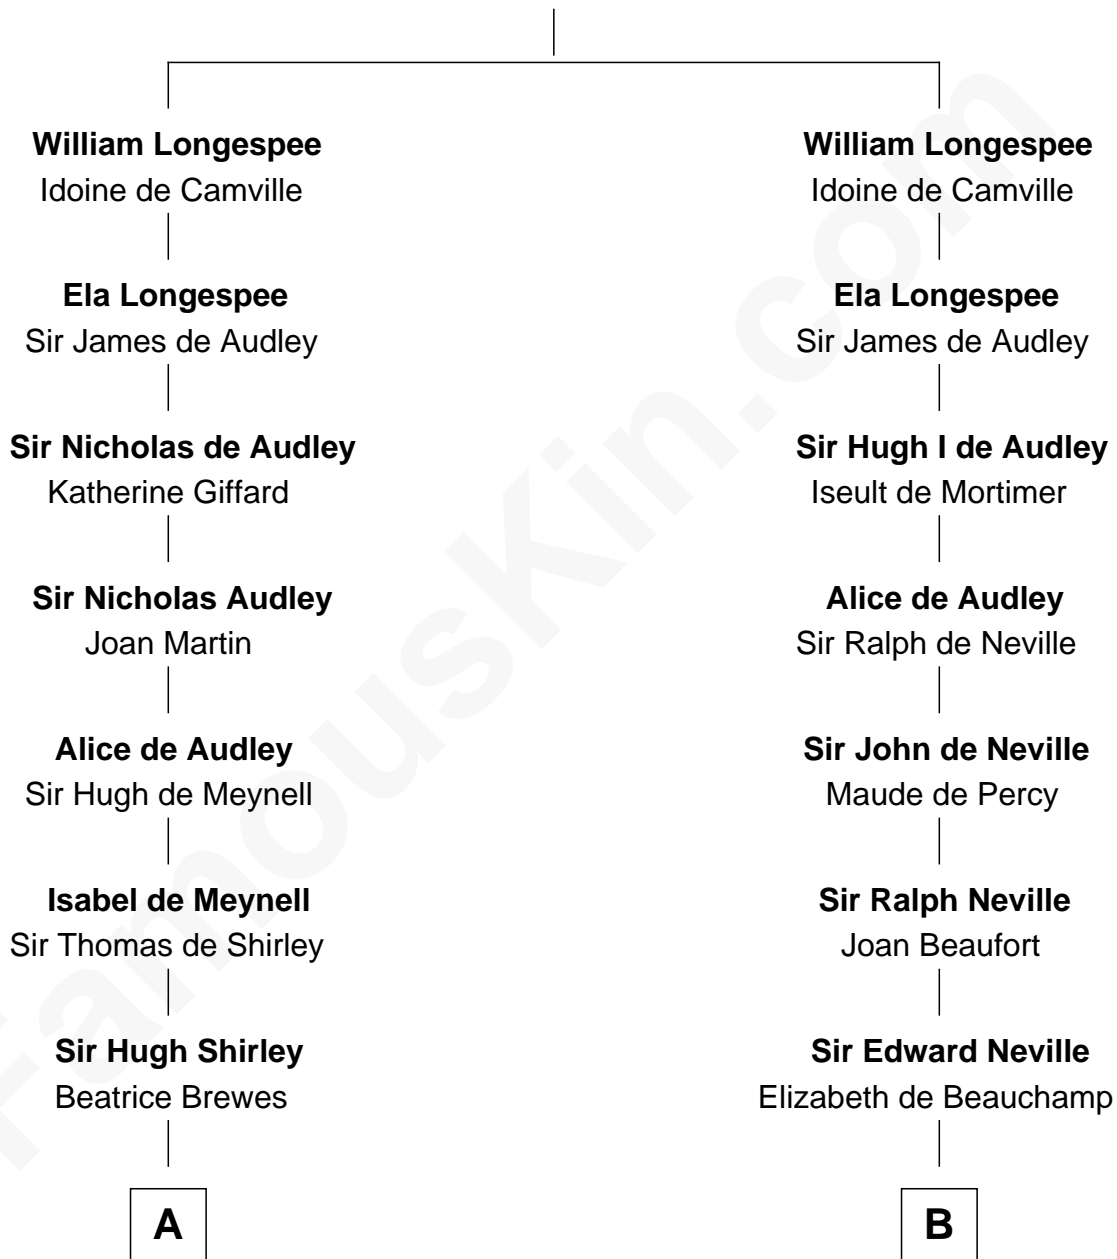 William Longespee
Idoine de Camville
Ela Longespee
Sir James de Audley
Sir Nicholas de Audley
Katherine Giffard
Sir Nicholas Audley
Joan Martin
Alice de Audley
Sir Hugh de Meynell
Isabel de Meynell
Sir Thomas de Shirley
Sir Hugh Shirley
Beatrice Brewes
A
William Longespee
Idoine de Camville
Ela Longespee
Sir James de Audley
Sir Hugh I de Audley
Iseult de Mortimer
Alice de Audley
Sir Ralph de Neville
Sir John de Neville
Maude de Percy
Sir Ralph Neville
Joan Beaufort
Sir Edward Neville
Elizabeth de Beauchamp
B
FamousKin.com